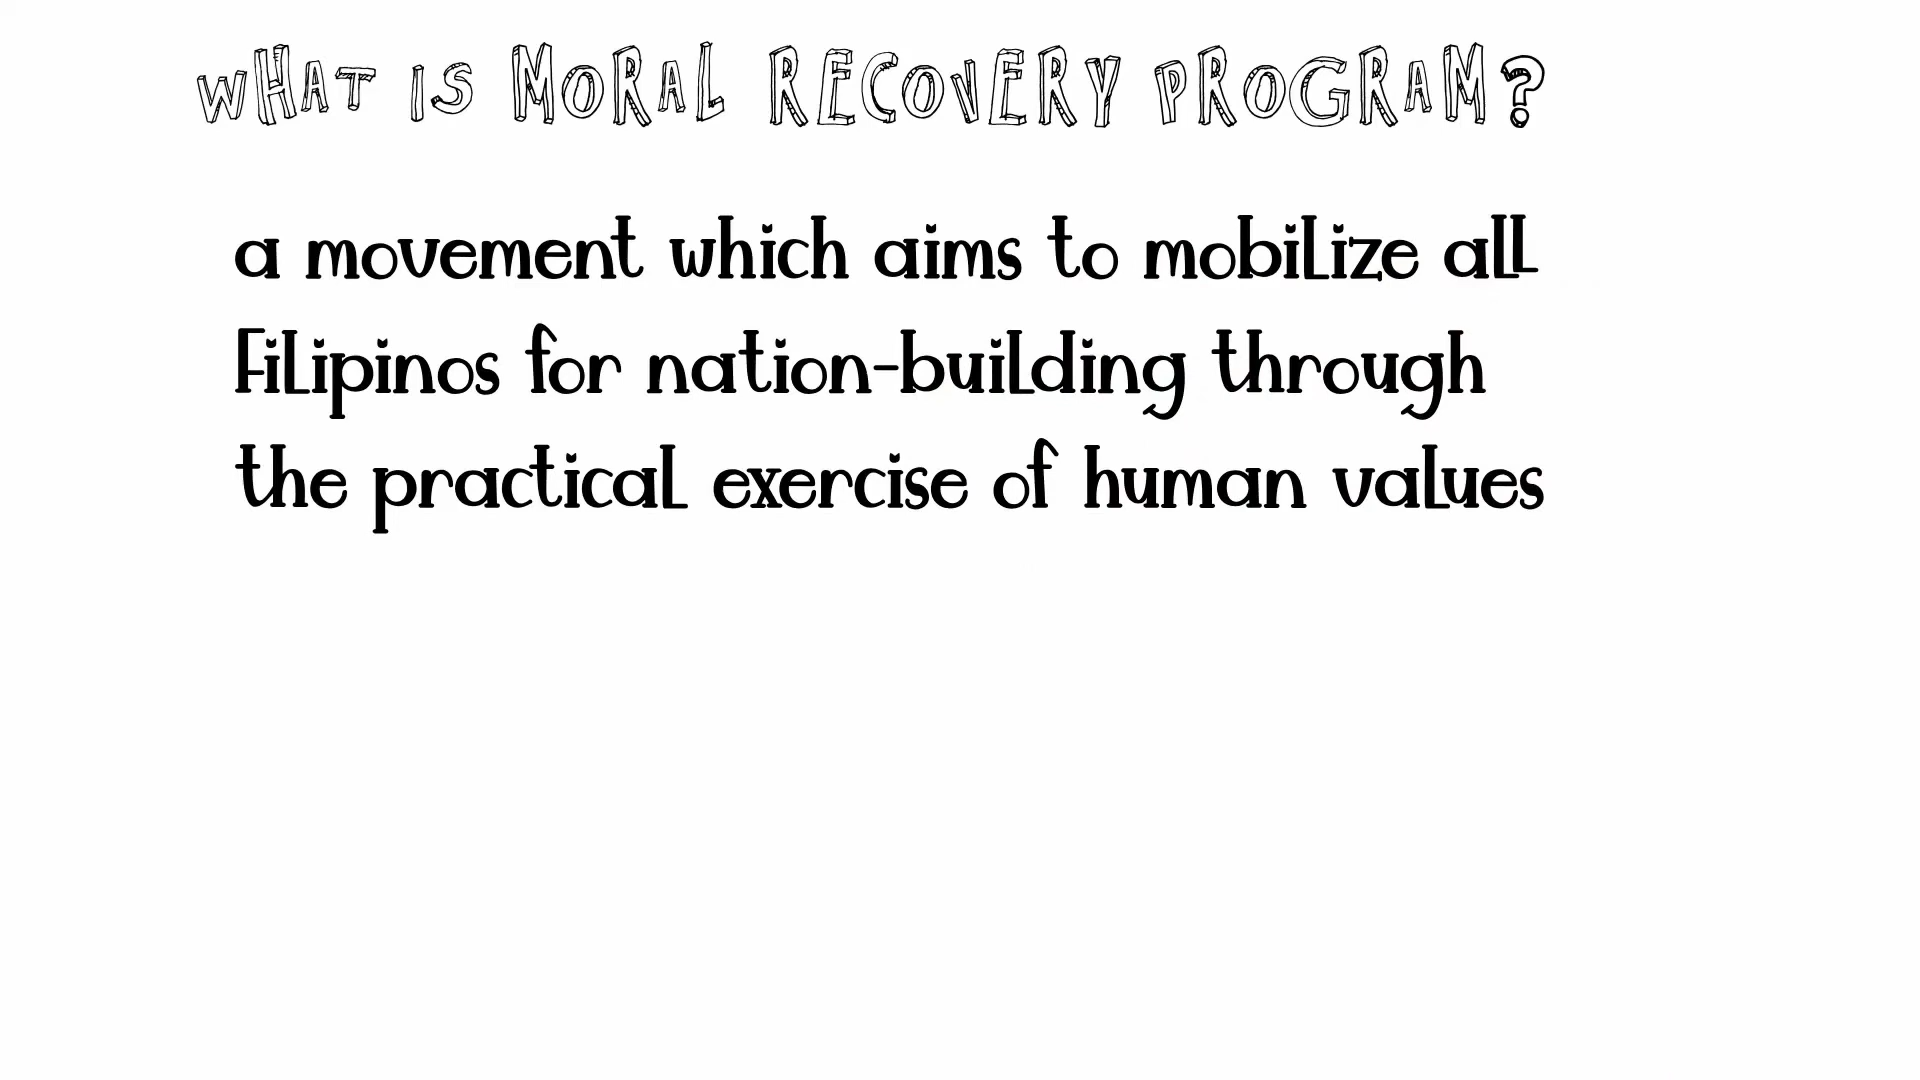 WHAT IS MORAL RECOVERY PROGRAM?
a movement which aims to mobilize all
Filipinos for nation-building through
the practical exercise of human values